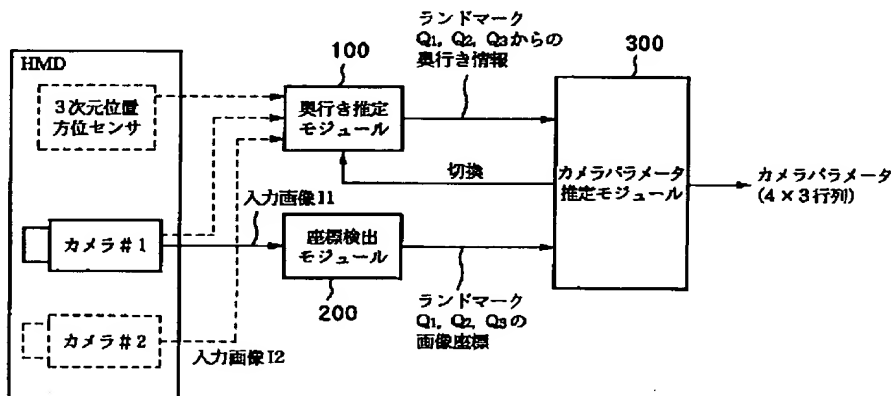 ランドマーク
Q1, Q2, Q3からの
奥行き情報
100
300
HMD
3次元位置
方位センサ
奥行き推定
モジュール
切換
カメラパラメータ
推定モジュール
カメラパラメータ
(4×3行列)
入力画像I1
カメラ#1
座標検出
モジュール
200
ランドマーク
Q1, Q2, Q3の
画像座標
カメラ#2
入力画像I2